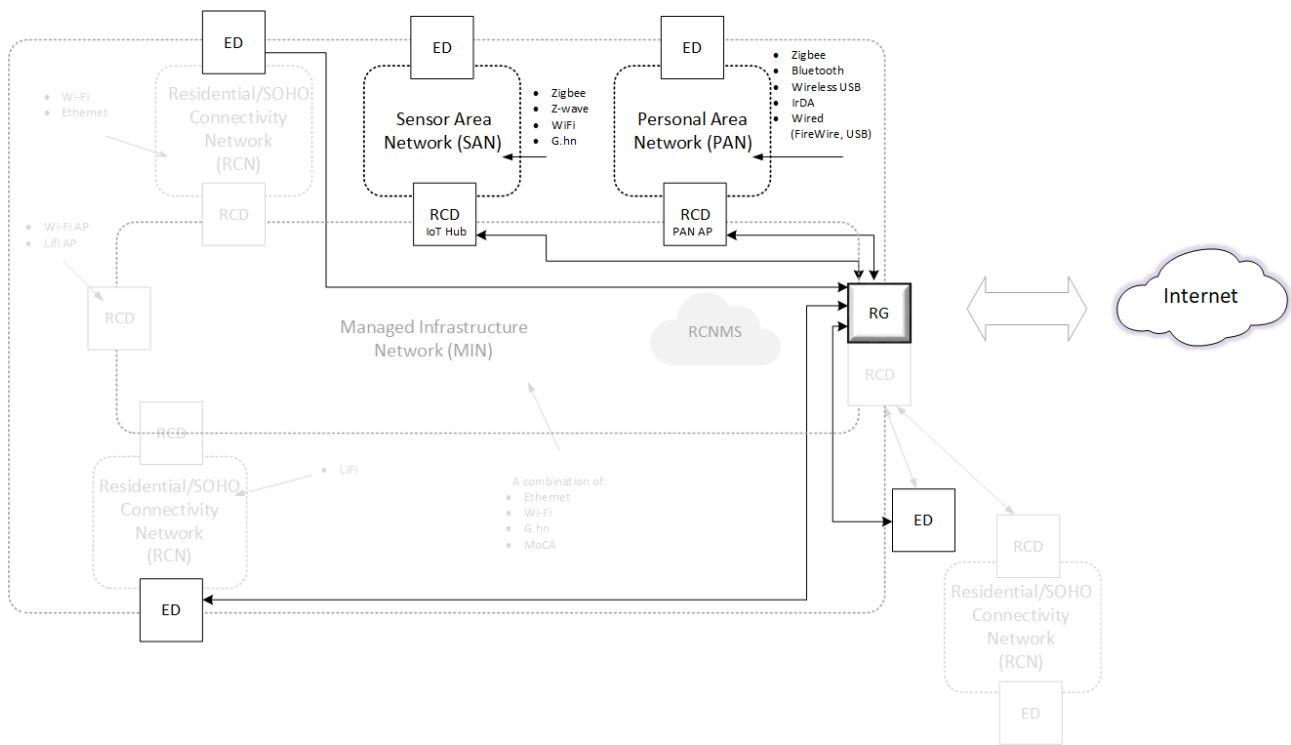 ED
ED
ED
Residential/SOHO
Connectivity
Network
(RCN)
• Wi-Fi
• Ethernet
Sensor Area
Network (SAN)
• Zigbee
• Z-wave
• WiFi
• G.hn
Personal Area
Network (PAN)
• Zigbee
• Bluetooth
• Wireless USB
• IrDA
• Wired
(FireWire, USB)
RCD
RCD
IoT Hub
RCD
PAN AP
• Wi-Fi AP
• Lifi AP
RCD
Managed Infrastructure
Network (MIN)
RCNMS
RG
RCD
Internet
RCD
Residential/SOHO
Connectivity
Network
(RCN)
• LiFi
A combination of:
• Ethernet
• Wi-Fi
• G.hn
• MoCA
ED
ED
RCD
Residential/SOHO
Connectivity
Network
(RCN)
ED